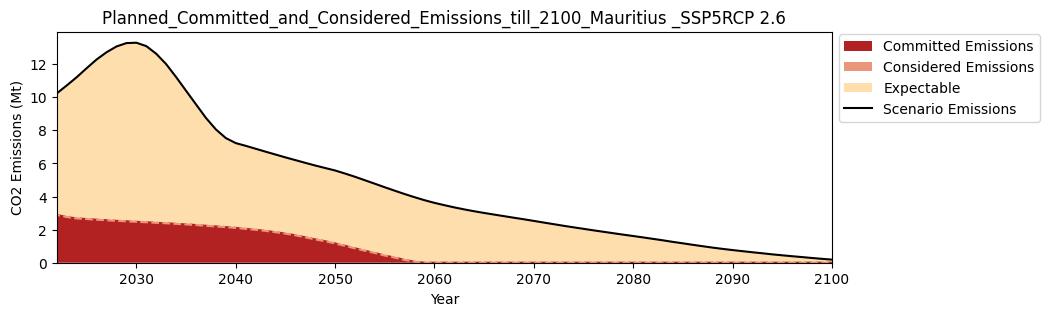 Planned_Committed_and_Considered_Emissions_till_2100_Mauritius _SSP5RCP 2.6
Committed Emissions
Considered Emissions
Expectable
Scenario Emissions
CO2 Emissions (Mt)
12
10
8
6
4
2
0
2030 2040 2050 2060 2070 2080 2090 2100
Year